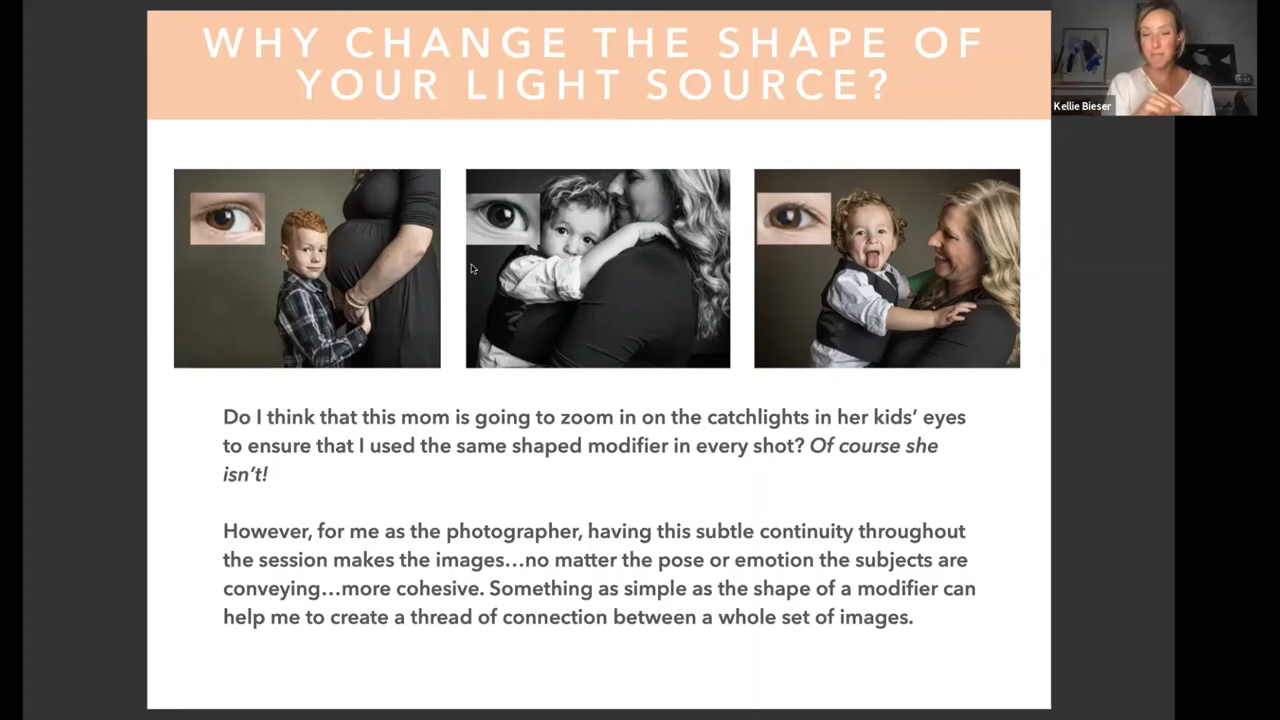 WHY CHANGE THE SHAPE OF
YOUR LIGHT SOURCE?
Kellie Bieser
Do I think that this mom is going to zoom in on the catchlights in her kids’ eyes
to ensure that I used the same shaped modifier in every shot? Of course she
isn’t!
However, for me as the photographer, having this subtle continuity throughout
the session makes the images…no matter the pose or emotion the subjects are
conveying…more cohesive. Something as simple as the shape of a modifier can
help me to create a thread of connection between a whole set of images.